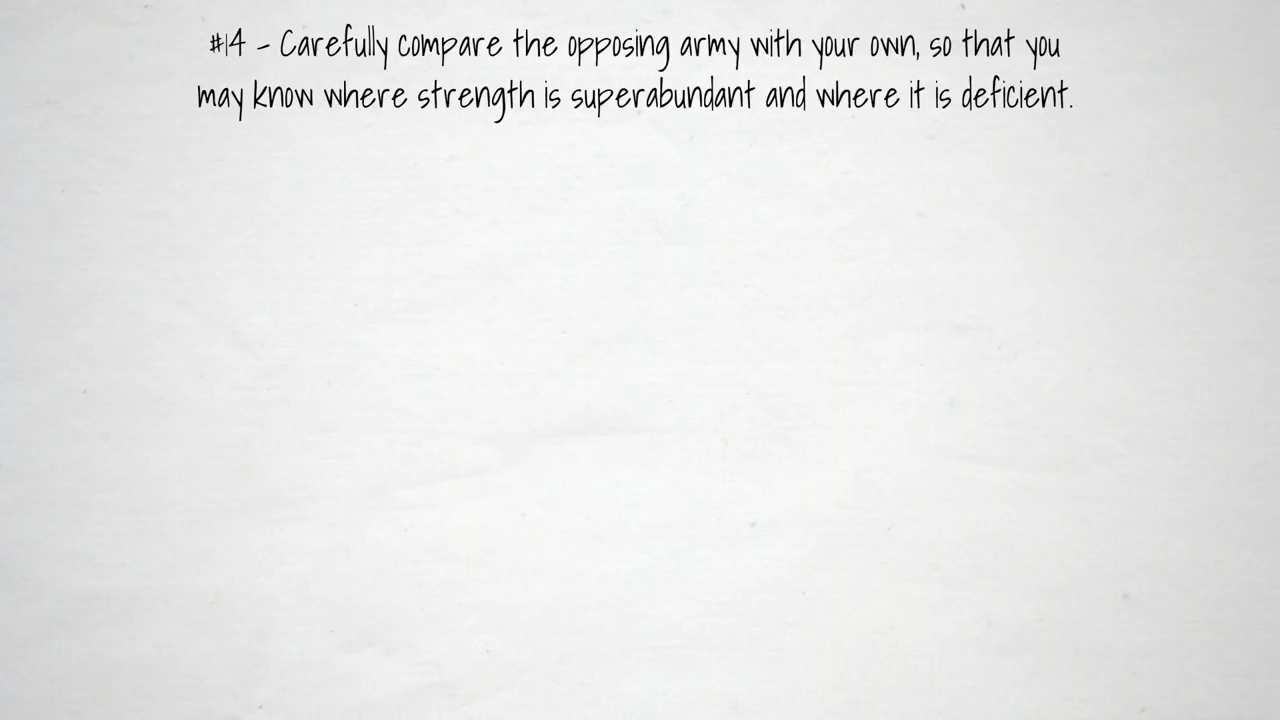 #14 - Carefully compare the opposing army with your own, so that you
may know where strength is superabundant and where it is deficient.